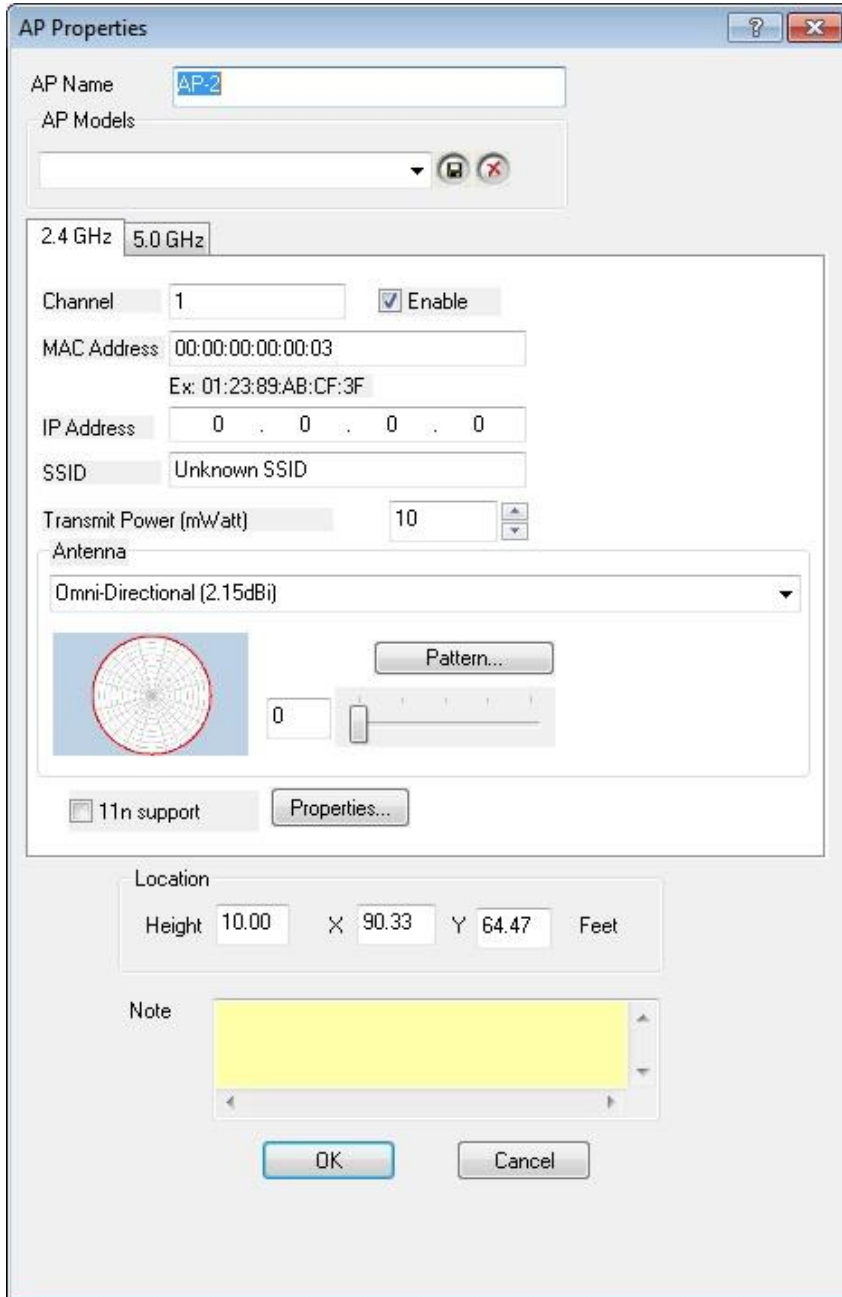 AP Properties
AP Name AP-2
AP Models
2.4 GHz 5.0 GHz
Channel 1 Enable
MAC Address 00:00:00:00:00:03
Ex: 01:23:89:AB:CF:3F
IP Address 0 . 0 . 0 . 0
SSID Unknown SSID
Transmit Power (mWatt) 10
Antenna
Omni-Directional (2.15dBi)
Pattern...
0
11n support Properties...
Location
Height 10.00 X 90.33 Y 64.47 Feet
Note
OK Cancel